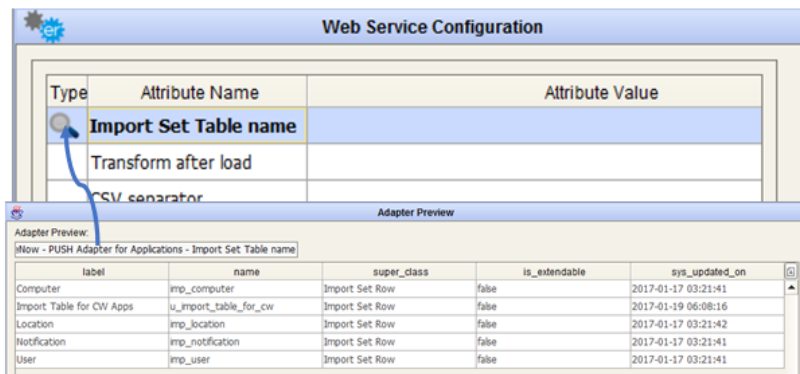 er
Web Service Configuration
Type Attribute Name Attribute Value
Import Set Table name
Transform after load
CSV separator
Adapter Preview
Adapter Preview:
Now - PUSH Adapter for Applications - Import Set Table name
label name super_class is_extendable sys_updated_on
Computer imp_computer Import Set Row false 2017-01-17 03:21:41
Import Table for CW Apps u_import_table_for_cw Import Set Row false 2017-01-19 06:08:16
Location imp_location Import Set Row false 2017-01-17 03:21:42
Notification imp_notification Import Set Row false 2017-01-17 03:21:41
User imp_user Import Set Row false 2017-01-17 03:21:41